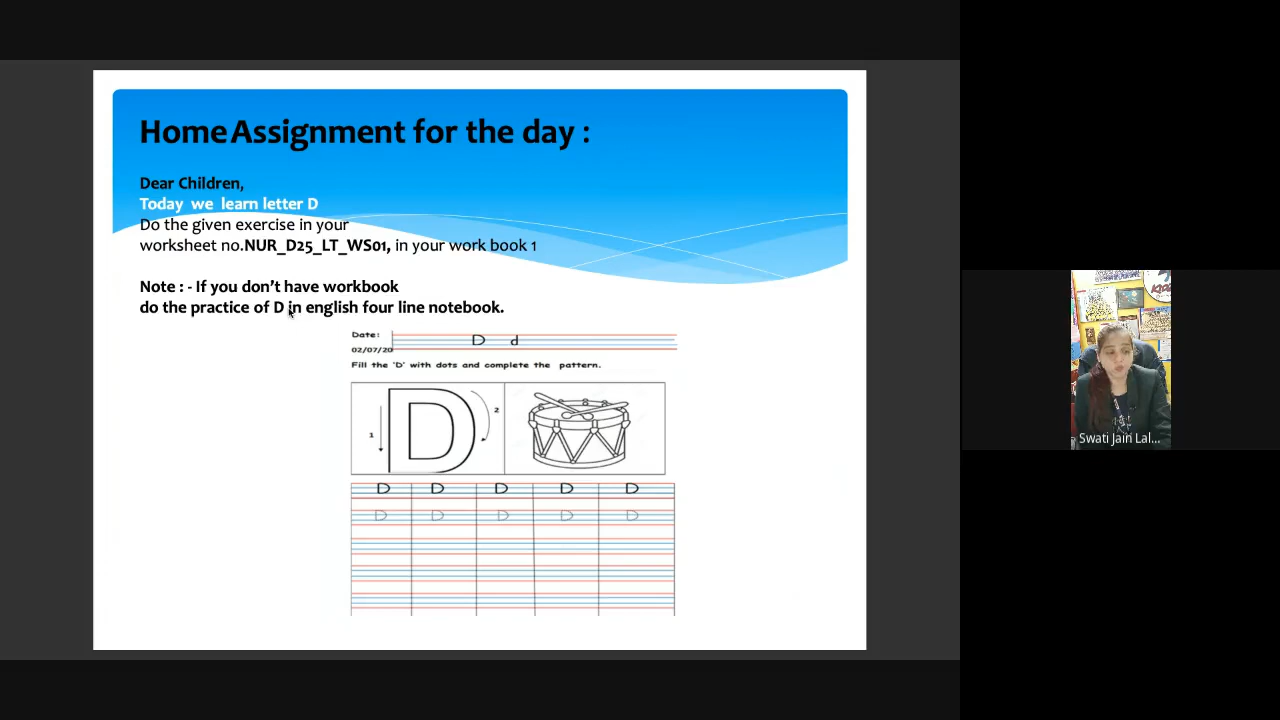 Home Assignment for the day :
Dear Children,
Today we learn letter D
Do the given exercise in your
worksheet no.NUR_D25_LT_WS01, in your work book 1
Note : - If you don't have workbook
do the practice of D in english four line notebook.
Date:
02/07/20
D d
Fill the 'D' with dots and complete the pattern.
1
D
2
D D D D D
D D D D D
Swati Jain Lal...